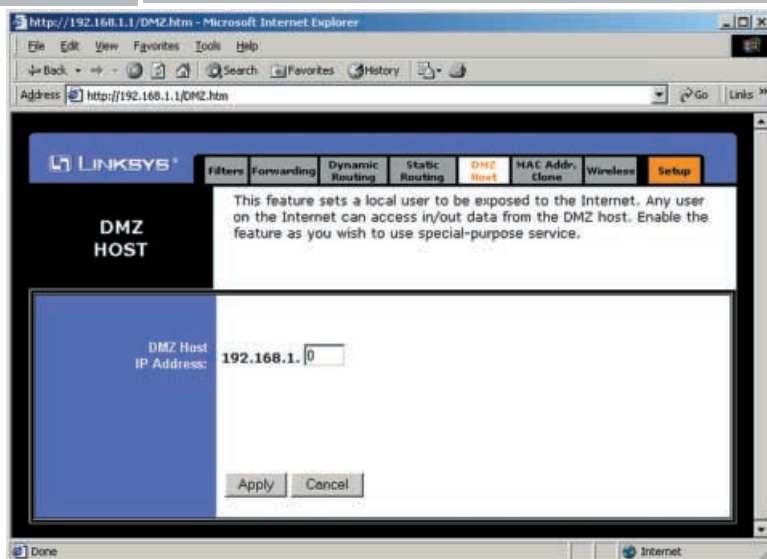 http://192.168.1.1/DMZ.htm - Microsoft Internet Explorer
File Edit View Favorites Tools Help
Back Search Favorites History
Address http://192.168.1.1/DMZ.htm Go Links »
LINKSYS®
Filters Forwarding Dynamic Routing Static Routing DMZ Host MAC Addr. Clone Wireless Setup
DMZ
HOST
This feature sets a local user to be exposed to the Internet. Any user
on the Internet can access in/out data from the DMZ host. Enable the
feature as you wish to use special-purpose service.
DMZ Host
IP Address:
192.168.1. 0
Apply Cancel
Done Internet